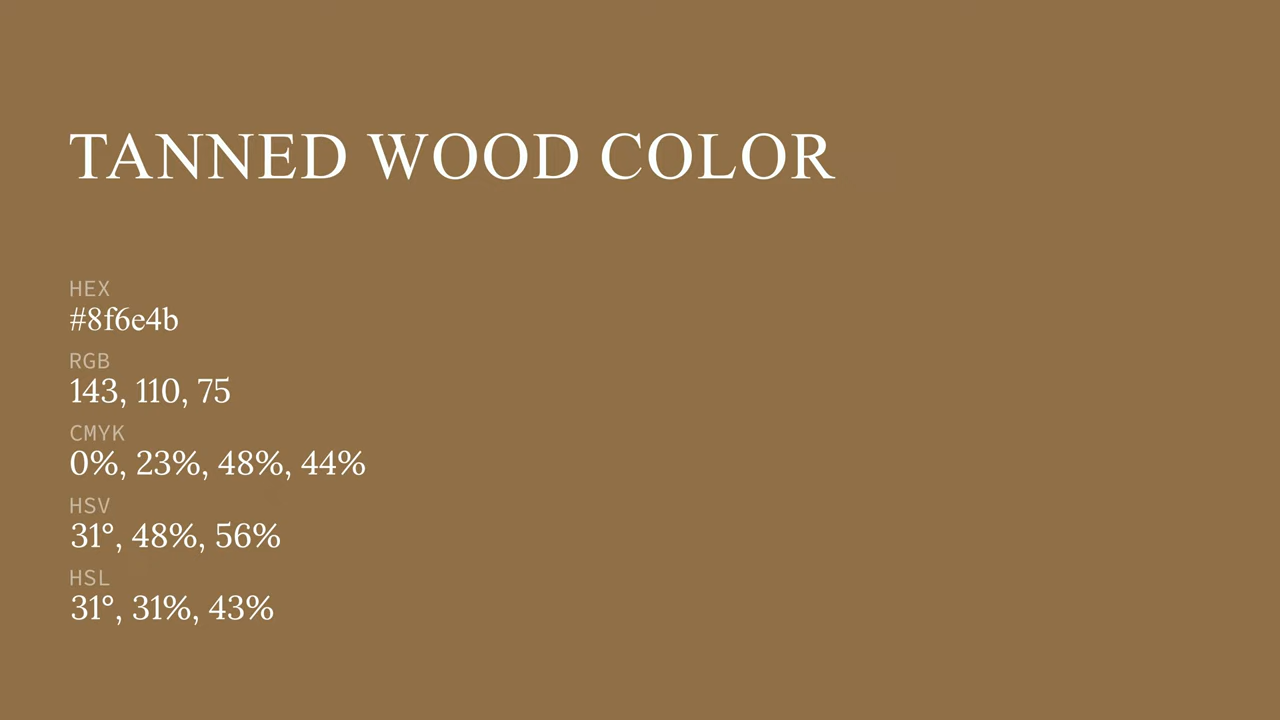 TANNED WOOD COLOR
HEX
#8f6e4b
RGB
143, 110, 75
CMYK
0%, 23%, 48%, 44%
HSV
31°, 48%, 56%
HSL
31°, 31%, 43%